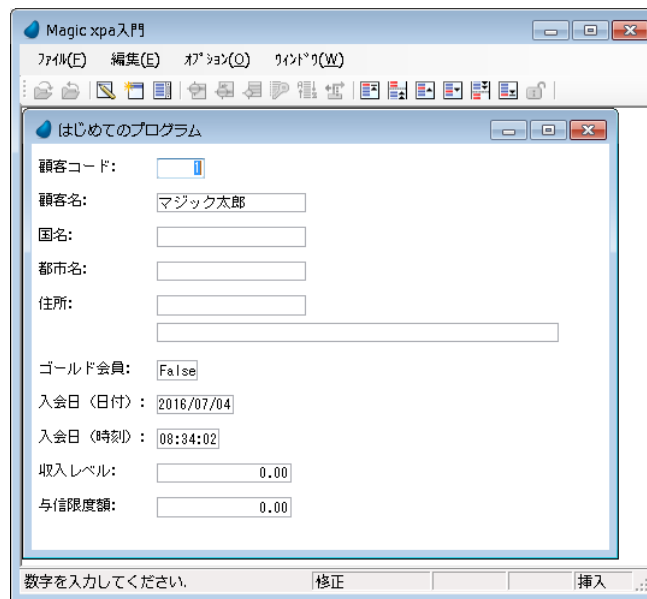 Magic xpa入門
ﾌｧｲﾙ(F) 編集(E) ｵﾌﾟｼｮﾝ(O) ｳｨﾝﾄﾞｳ(W)
はじめてのプログラム
顧客コード: 1
顧客名: マジック太郎
国名:
都市名:
住所:
ゴールド会員: False
入会日（日付）: 2016/07/04
入会日（時刻）: 08:34:02
収入レベル: 0.00
与信限度額: 0.00
数字を入力してください. 修正 挿入